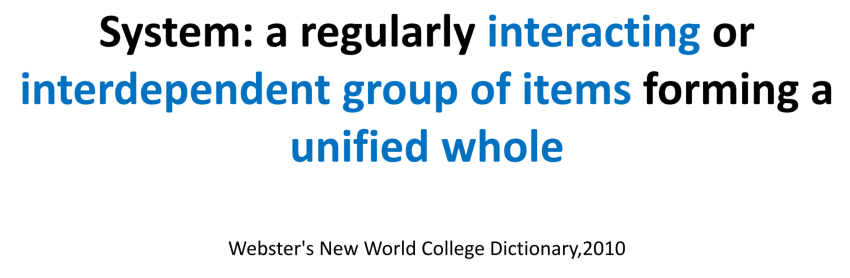 System: a regularly interacting or
interdependent group of items forming a
unified whole
Webster's New World College Dictionary,2010